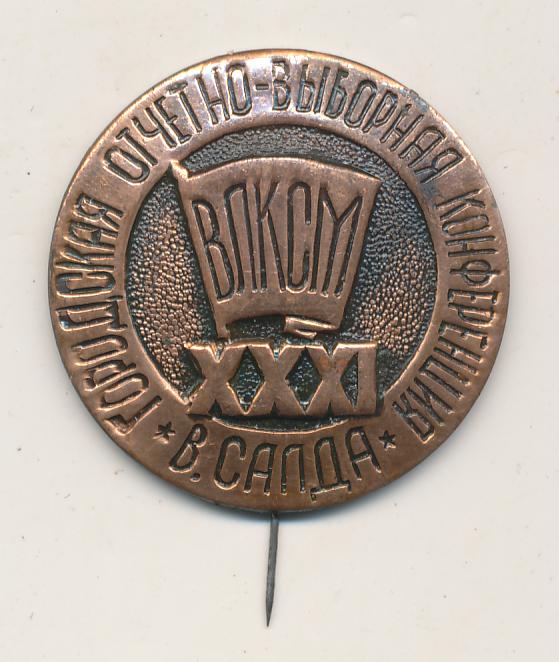 ГОРОДСКАЯ ОТЧЕТНО-ВЫБОРНАЯ КОНФЕРЕНЦИЯ
ВЛКСМ
XXXI
* В. САЛДА *